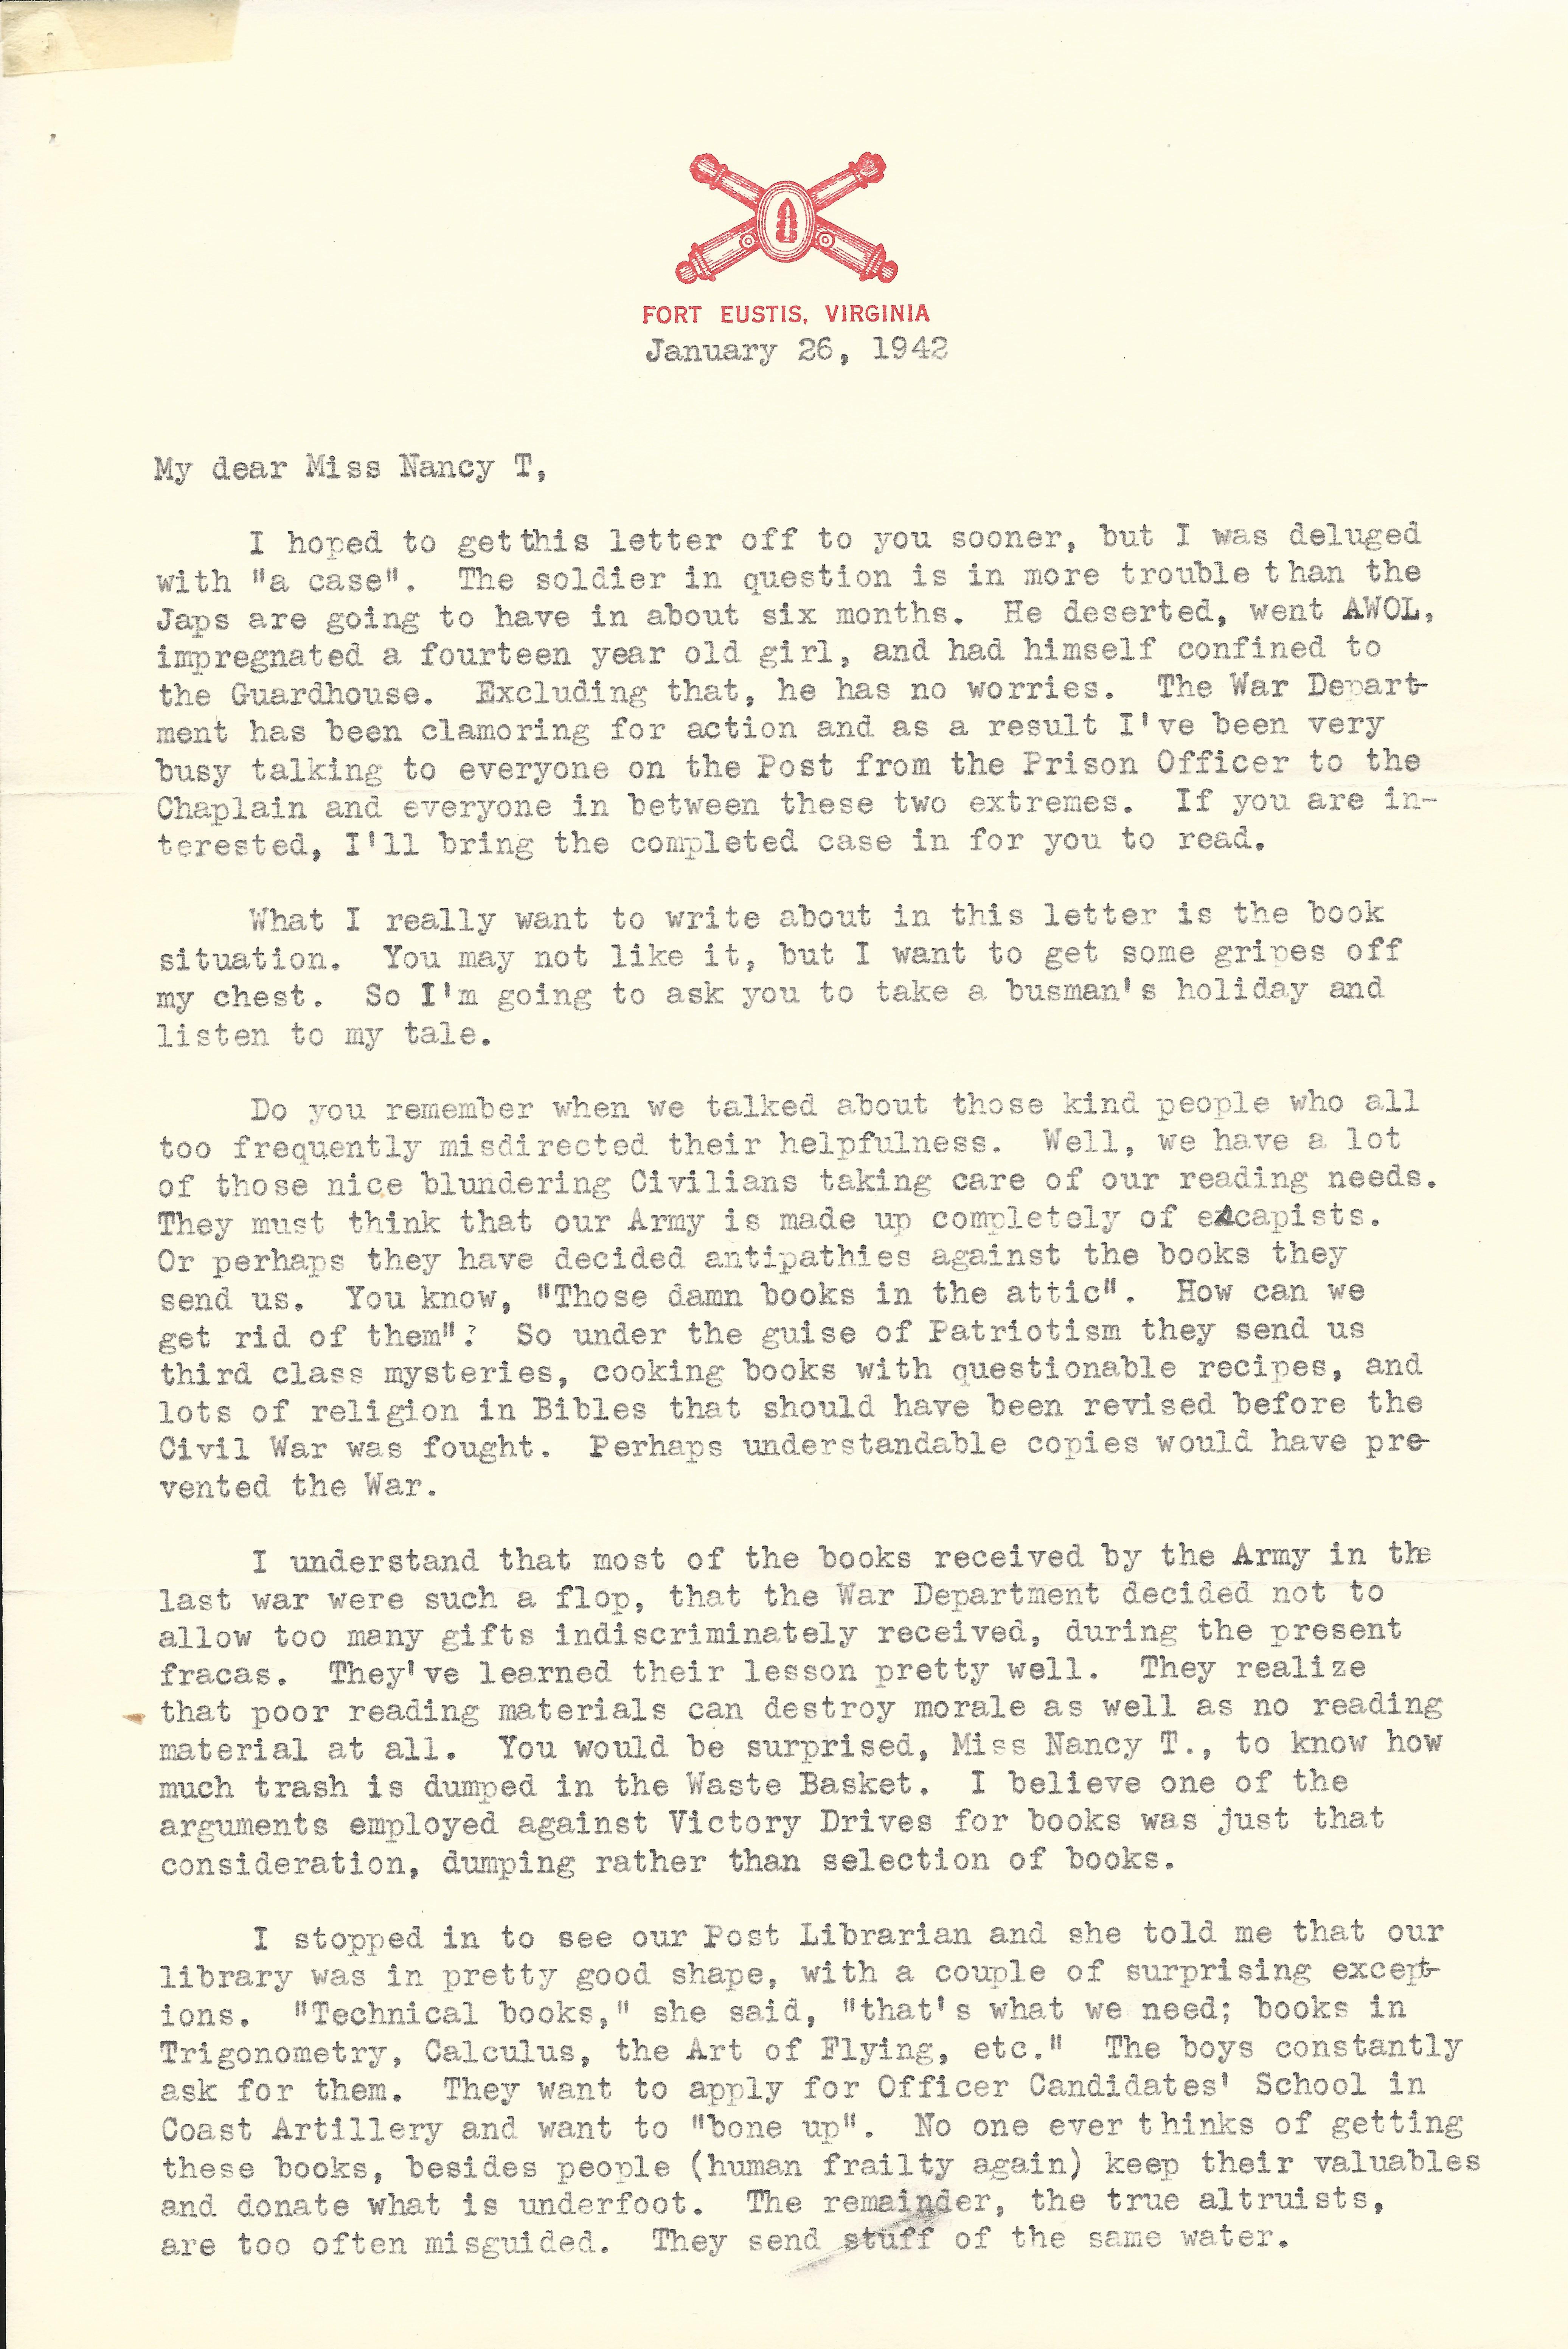 FORT EUSTIS, VIRGINIA
January 26, 1942
My dear Miss Nancy T,
I hoped to get this letter off to you sooner, but I was deluged
with "a case". The soldier in question is in more trouble than the
Japs are going to have in about six months. He deserted, went AWOL,
impregnated a fourteen year old girl, and had himself confined to
the Guardhouse. Excluding that, he has no worries. The War Depart-
ment has been clamoring for action and as a result I've been very
busy talking to everyone on the Post from the Prison Officer to the
Chaplain and everyone in between these two extremes. If you are in-
terested, I'll bring the completed case in for you to read.
What I really want to write about in this letter is the book
situation. You may not like it, but I want to get some gripes off
my chest. So I'm going to ask you to take a busman's holiday and
listen to my tale.
Do you remember when we talked about those kind people who all
too frequently misdirected their helpfulness. Well, we have a lot
of those nice blundering Civilians taking care of our reading needs.
They must think that our Army is made up completely of escapists.
Or perhaps they have decided antipathies against the books they
send us. You know, "Those damn books in the attic". How can we
get rid of them"? So under the guise of Patriotism they send us
third class mysteries, cooking books with questionable recipes, and
lots of religion in Bibles that should have been revised before the
Civil War was fought. Perhaps understandable copies would have pre-
vented the War.
I understand that most of the books received by the Army in the
last war were such a flop, that the War Department decided not to
allow too many gifts indiscriminately received, during the present
fracas. They've learned their lesson pretty well. They realize
that poor reading materials can destroy morale as well as no reading
material at all. You would be surprised, Miss Nancy T., to know how
much trash is dumped in the Waste Basket. I believe one of the
arguments employed against Victory Drives for books was just that
consideration, dumping rather than selection of books.
I stopped in to see our Post Librarian and she told me that our
library was in pretty good shape, with a couple of surprising except-
ions. "Technical books," she said, "that's what we need; books in
Trigonometry, Calculus, the Art of Flying, etc." The boys constantly
ask for them. They want to apply for Officer Candidates' School in
Coast Artillery and want to "bone up". No one ever thinks of getting
these books, besides people (human frailty again) keep their valuables
and donate what is underfoot. The remainder, the true altruists,
are too often misguided. They send stuff of the same water.